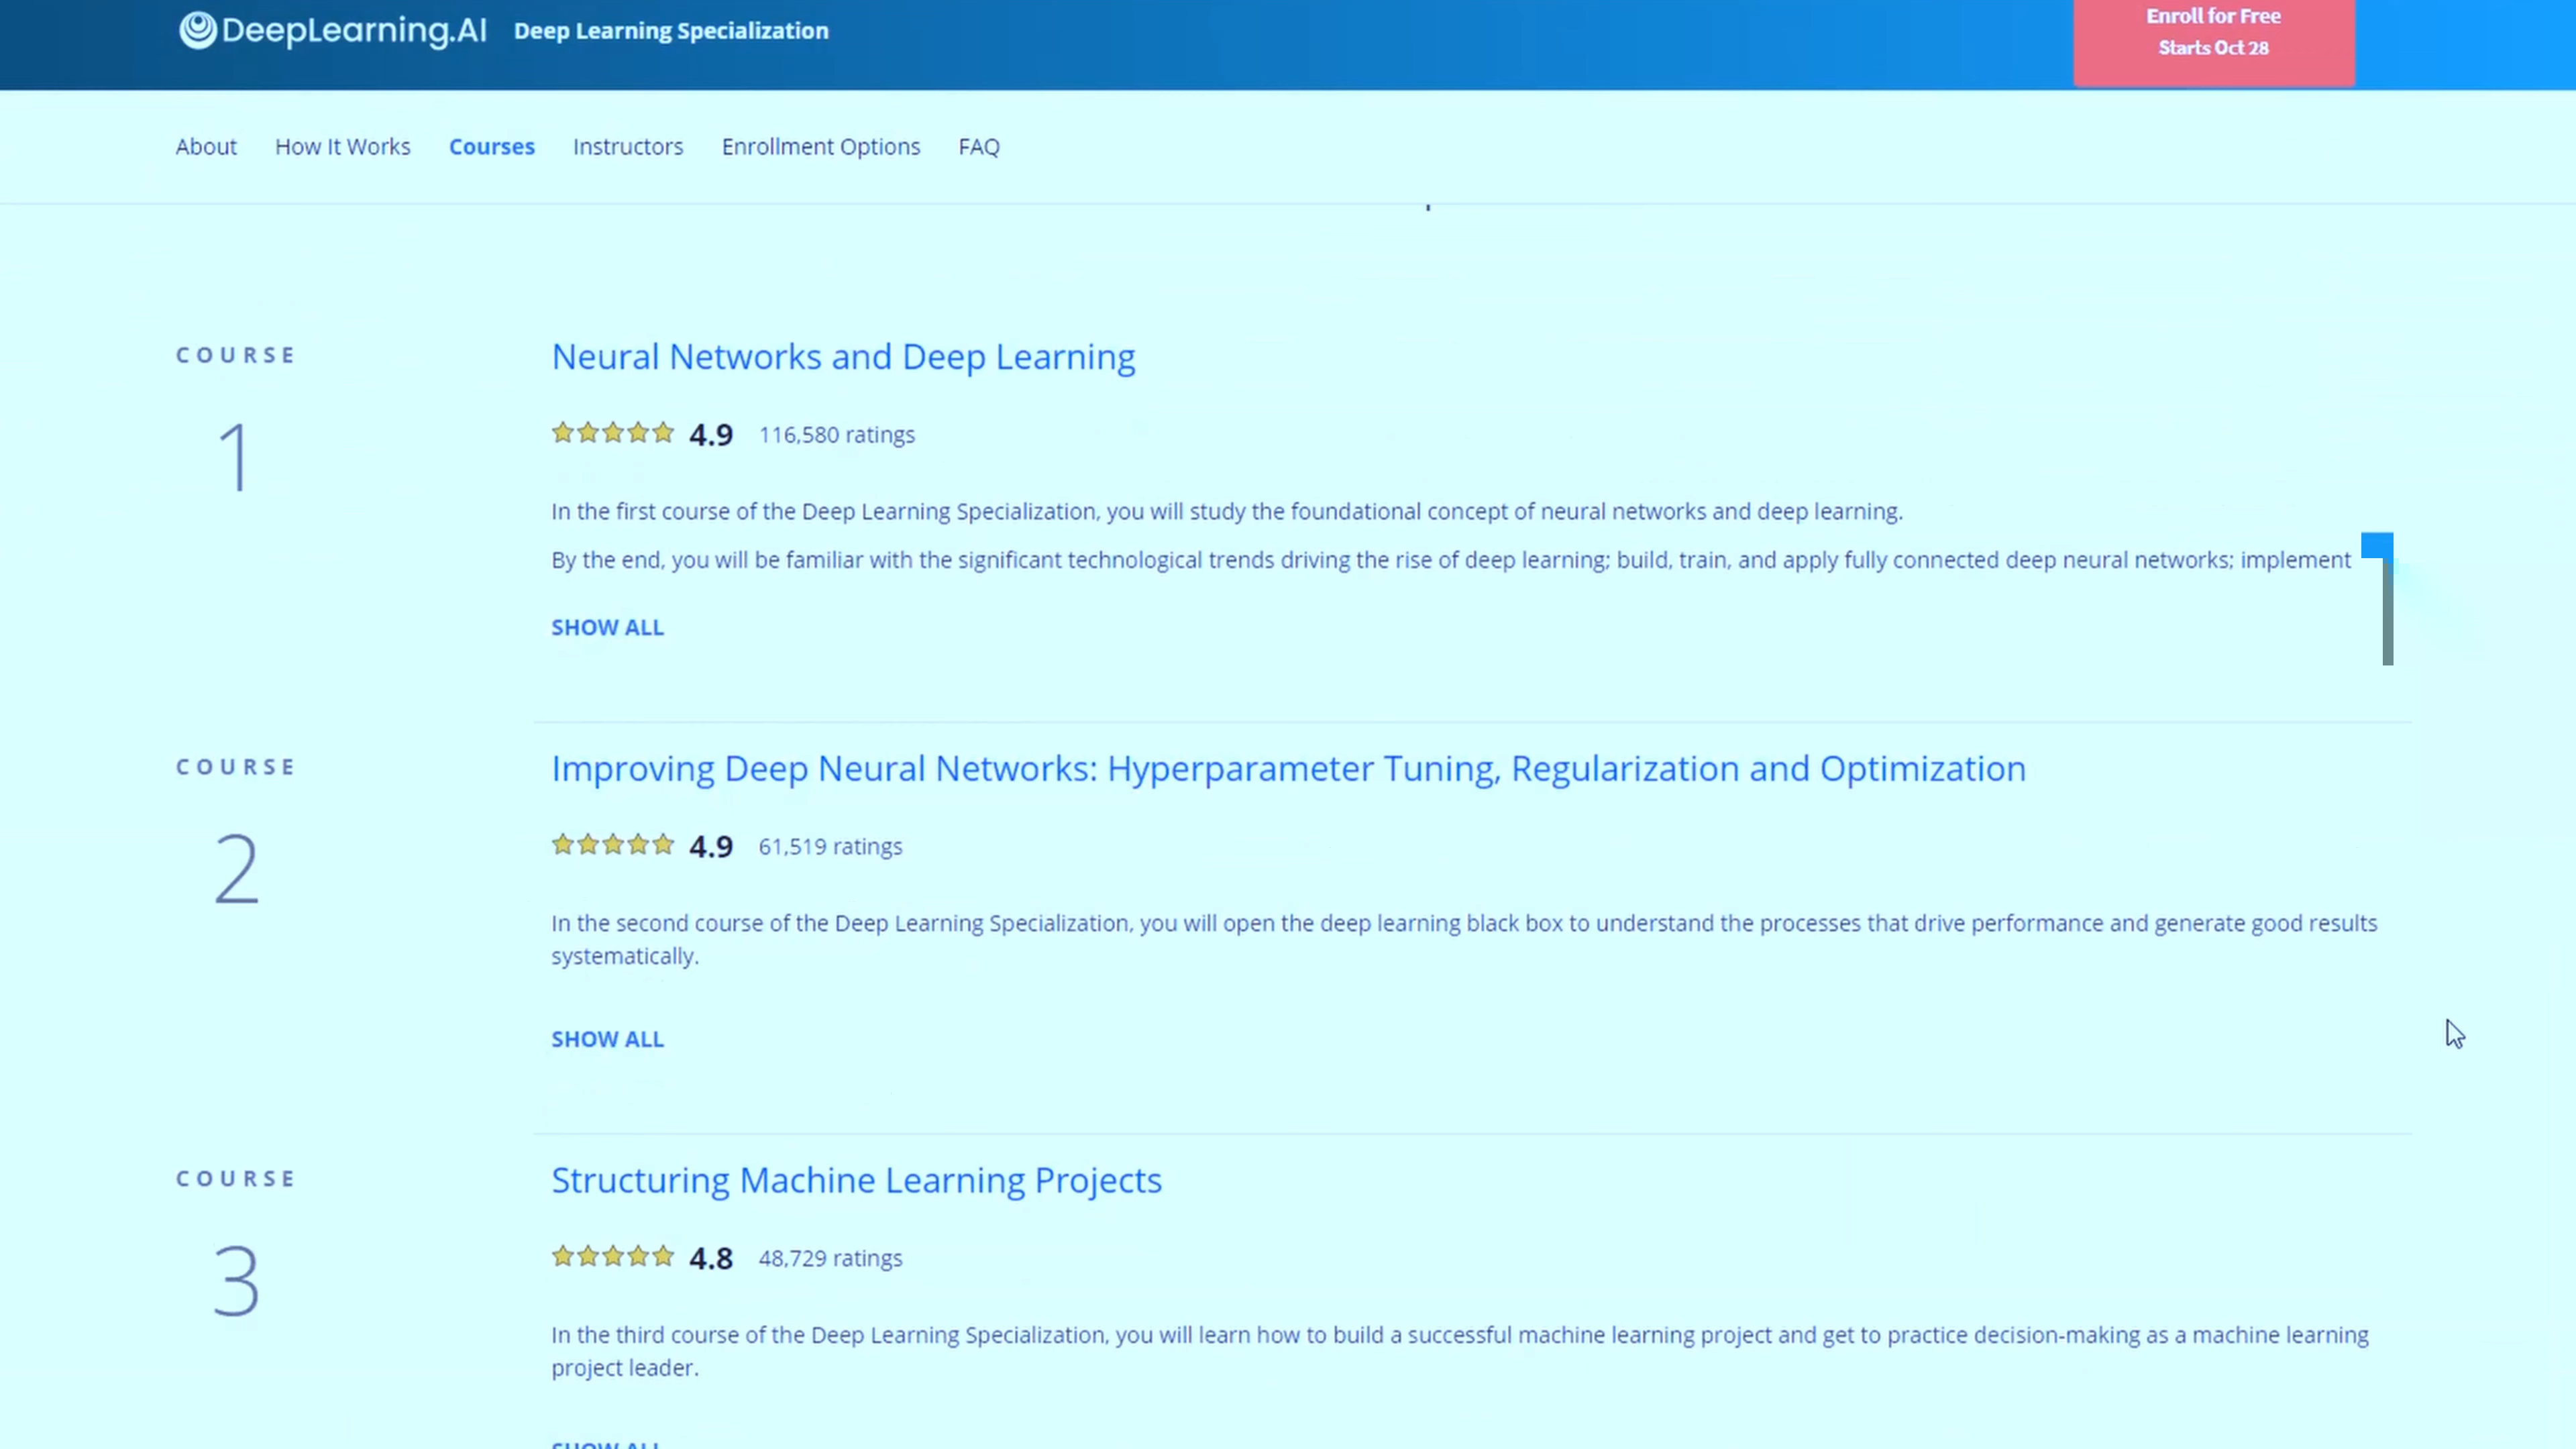 DeepLearning.AI Deep Learning Specialization
Enroll for Free
Starts Oct 28
About How It Works Courses Instructors Enrollment Options FAQ
COURSE
1
Neural Networks and Deep Learning
4.9 116,580 ratings
In the first course of the Deep Learning Specialization, you will study the foundational concept of neural networks and deep learning.
By the end, you will be familiar with the significant technological trends driving the rise of deep learning; build, train, and apply fully connected deep neural networks; implement
SHOW ALL
COURSE
2
Improving Deep Neural Networks: Hyperparameter Tuning, Regularization and Optimization
4.9 61,519 ratings
In the second course of the Deep Learning Specialization, you will open the deep learning black box to understand the processes that drive performance and generate good results
systematically.
SHOW ALL
COURSE
3
Structuring Machine Learning Projects
4.8 48,729 ratings
In the third course of the Deep Learning Specialization, you will learn how to build a successful machine learning project and get to practice decision-making as a machine learning
project leader.
SHOW ALL